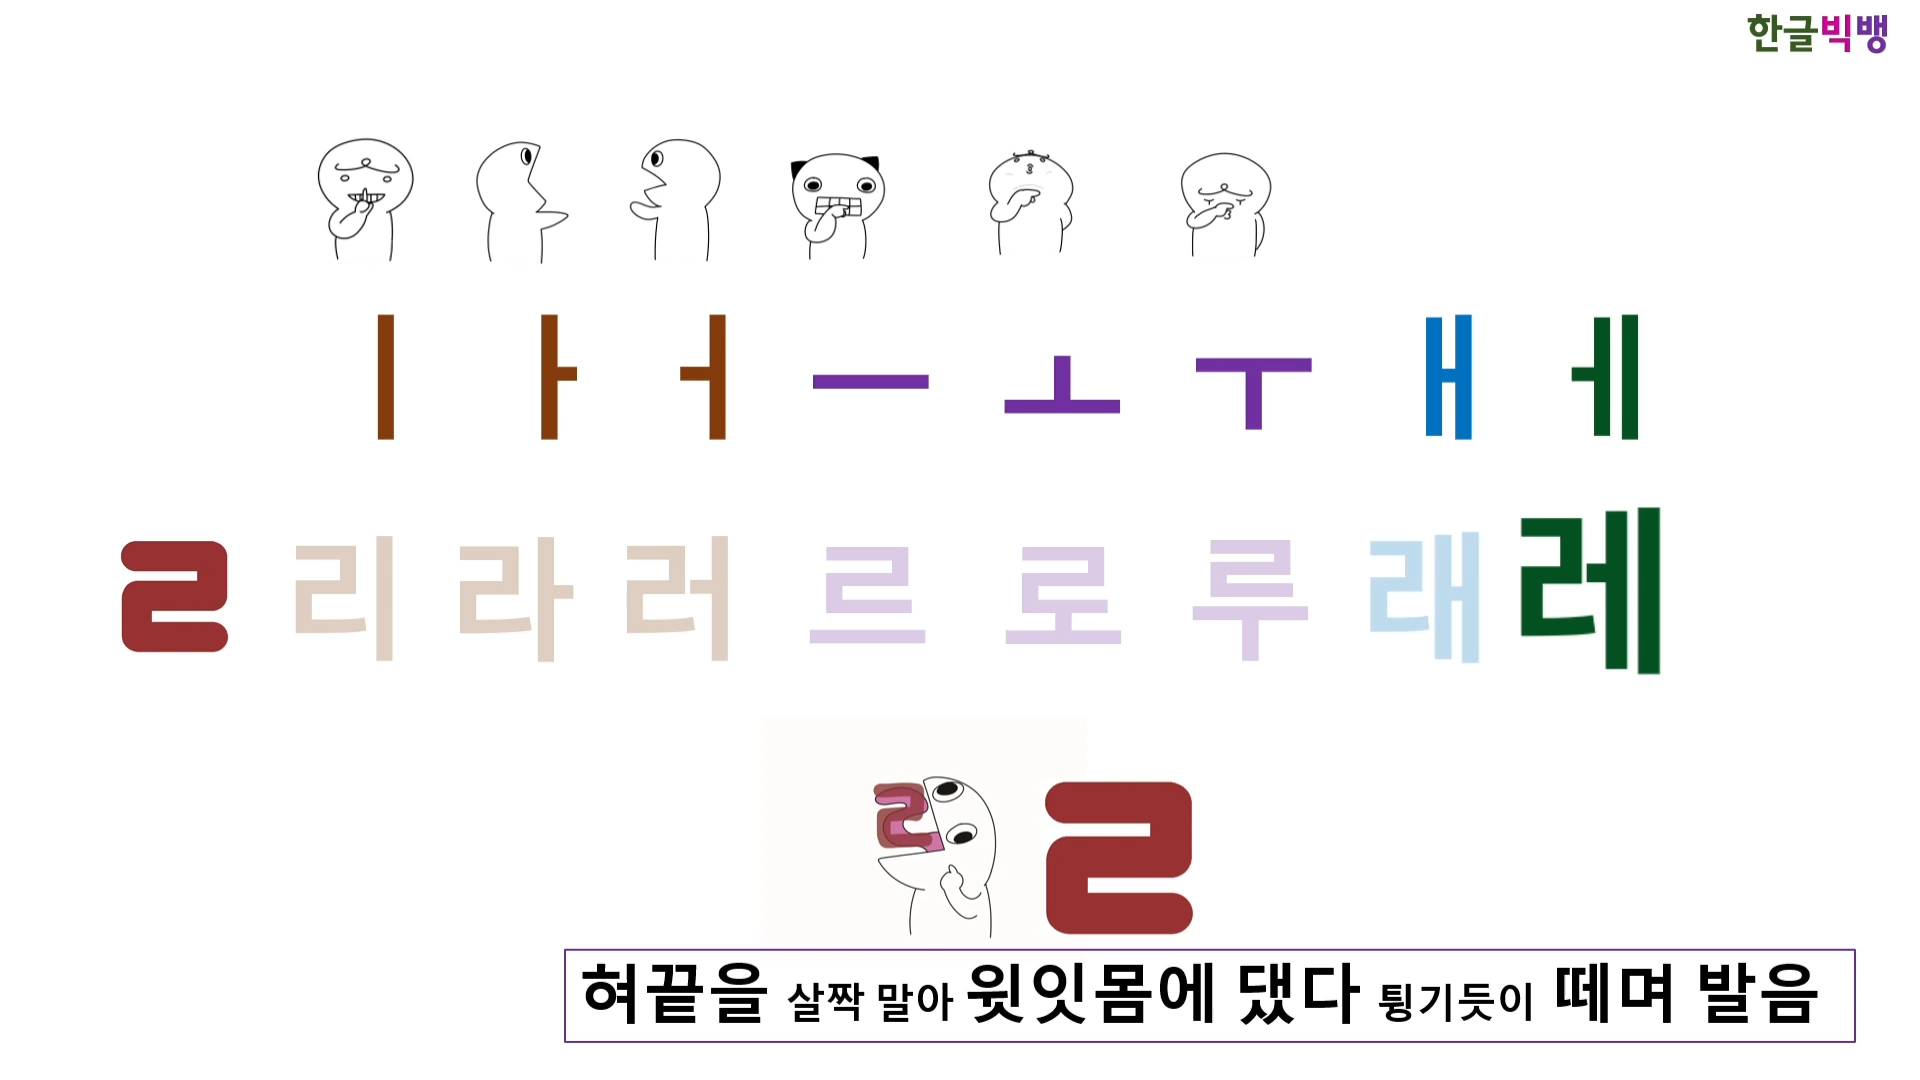 한글빅뱅
ㅣ ㅏ ㅓ ㅡ ㅗ ㅜ ㅐ ㅔ
ㄹ 리 라 러 르 로 루 래 레
ㄹ ㄹ
혀끝을 살짝 말아 윗잇몸에 댔다 튕기듯이 떼며 발음